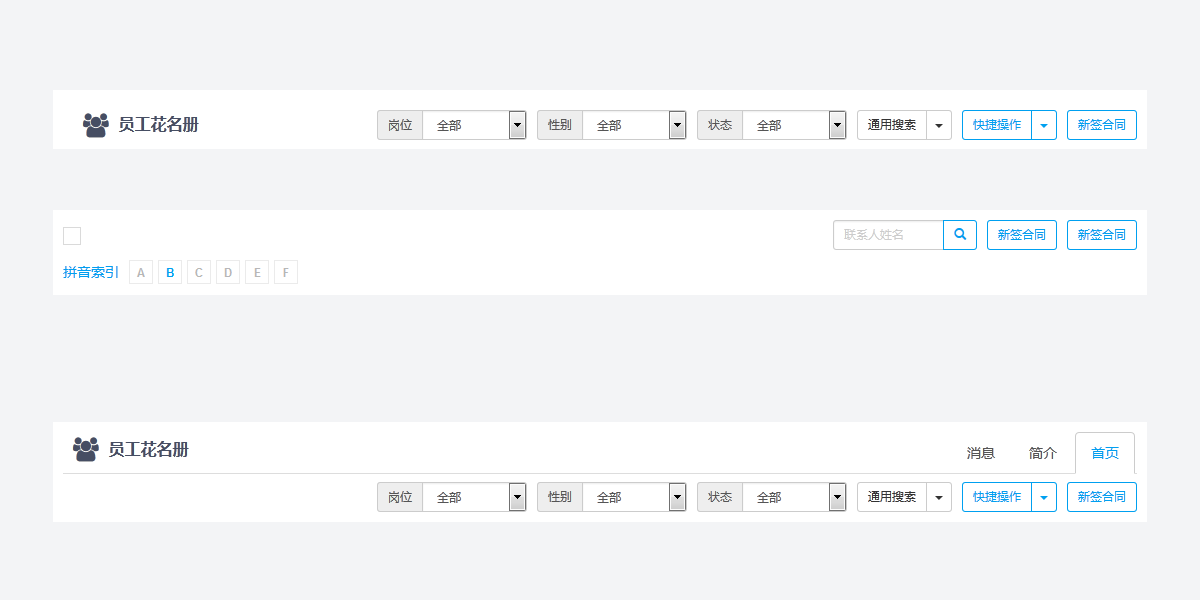 员工花名册 岗位 全部 性别 全部 状态 全部 通用搜索 快捷操作 新签合同
联系人姓名 新签合同 新签合同
拼音索引 A B C D E F
员工花名册 消息 简介 首页
岗位 全部 性别 全部 状态 全部 通用搜索 快捷操作 新签合同